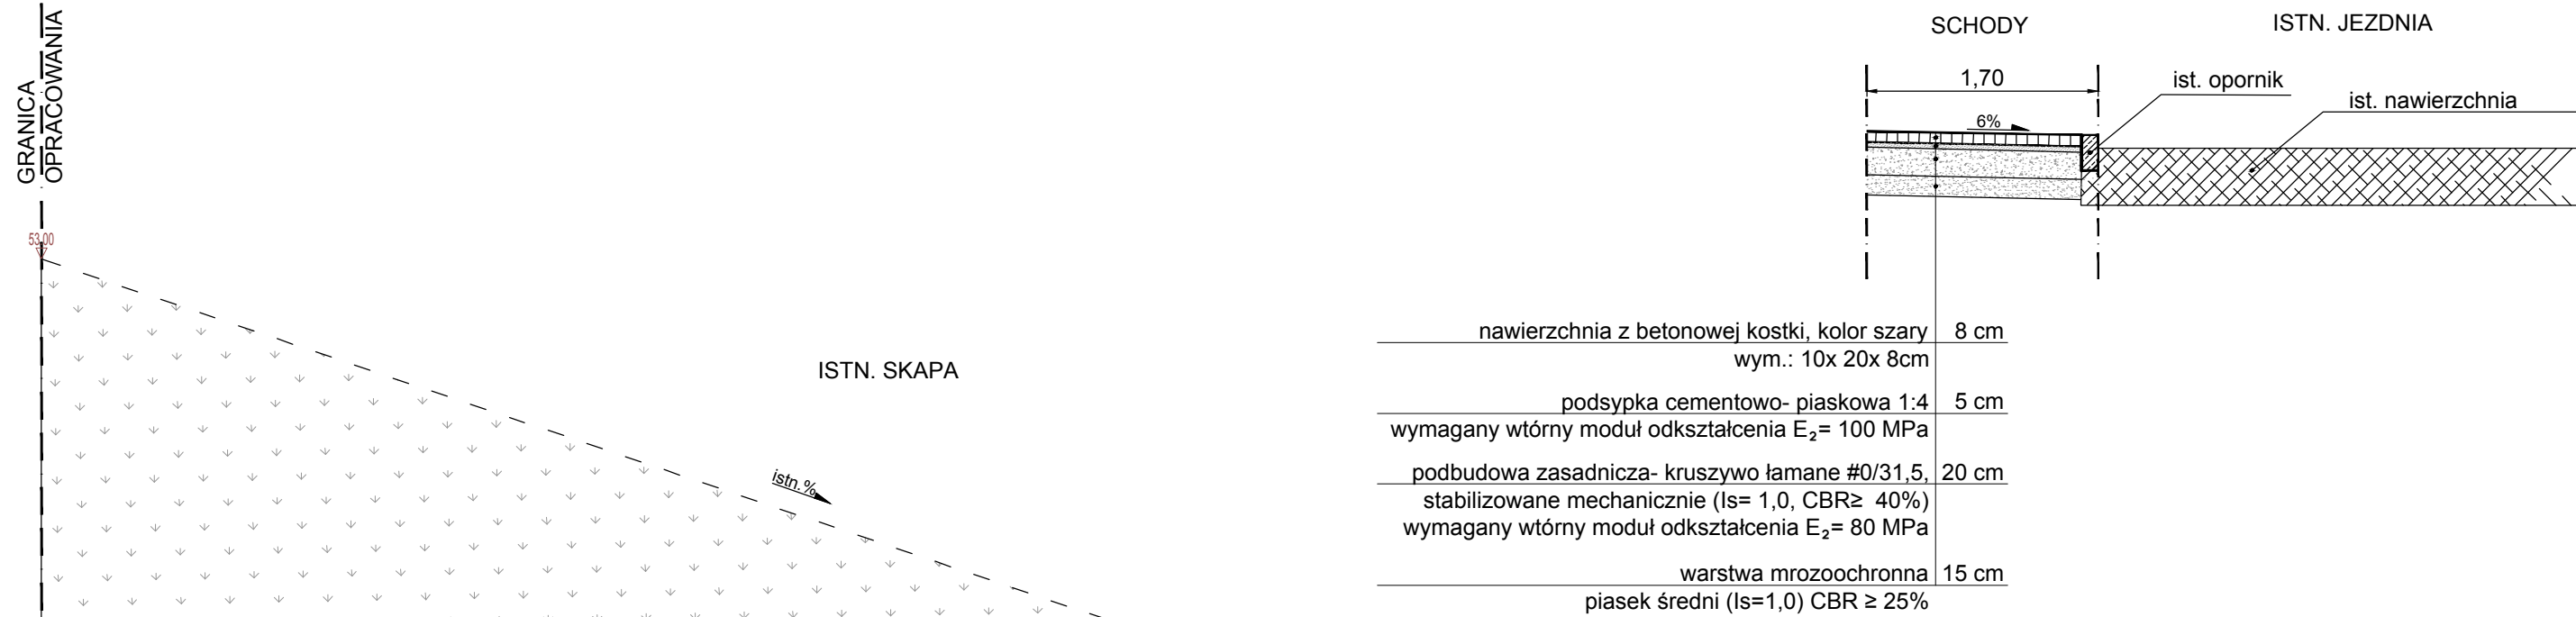 GRANICA
OPRACOWANIA
53,00
ISTN. SKAPA
istn.%
SCHODY
ISTN. JEZDNIA
1,70
ist. opornik
ist. nawierzchnia
6%
nawierzchnia z betonowej kostki, kolor szary 8 cm
wym.: 10x 20x 8cm
podsypka cementowo- piaskowa 1:4 5 cm
wymagany wtórny moduł odkształcenia E₂= 100 MPa
podbudowa zasadnicza- kruszywo łamane #0/31,5, 20 cm
stabilizowane mechanicznie (Is= 1,0, CBR≥ 40%)
wymagany wtórny moduł odkształcenia E₂= 80 MPa
warstwa mrozoochronna 15 cm
piasek średni (Is=1,0) CBR ≥ 25%